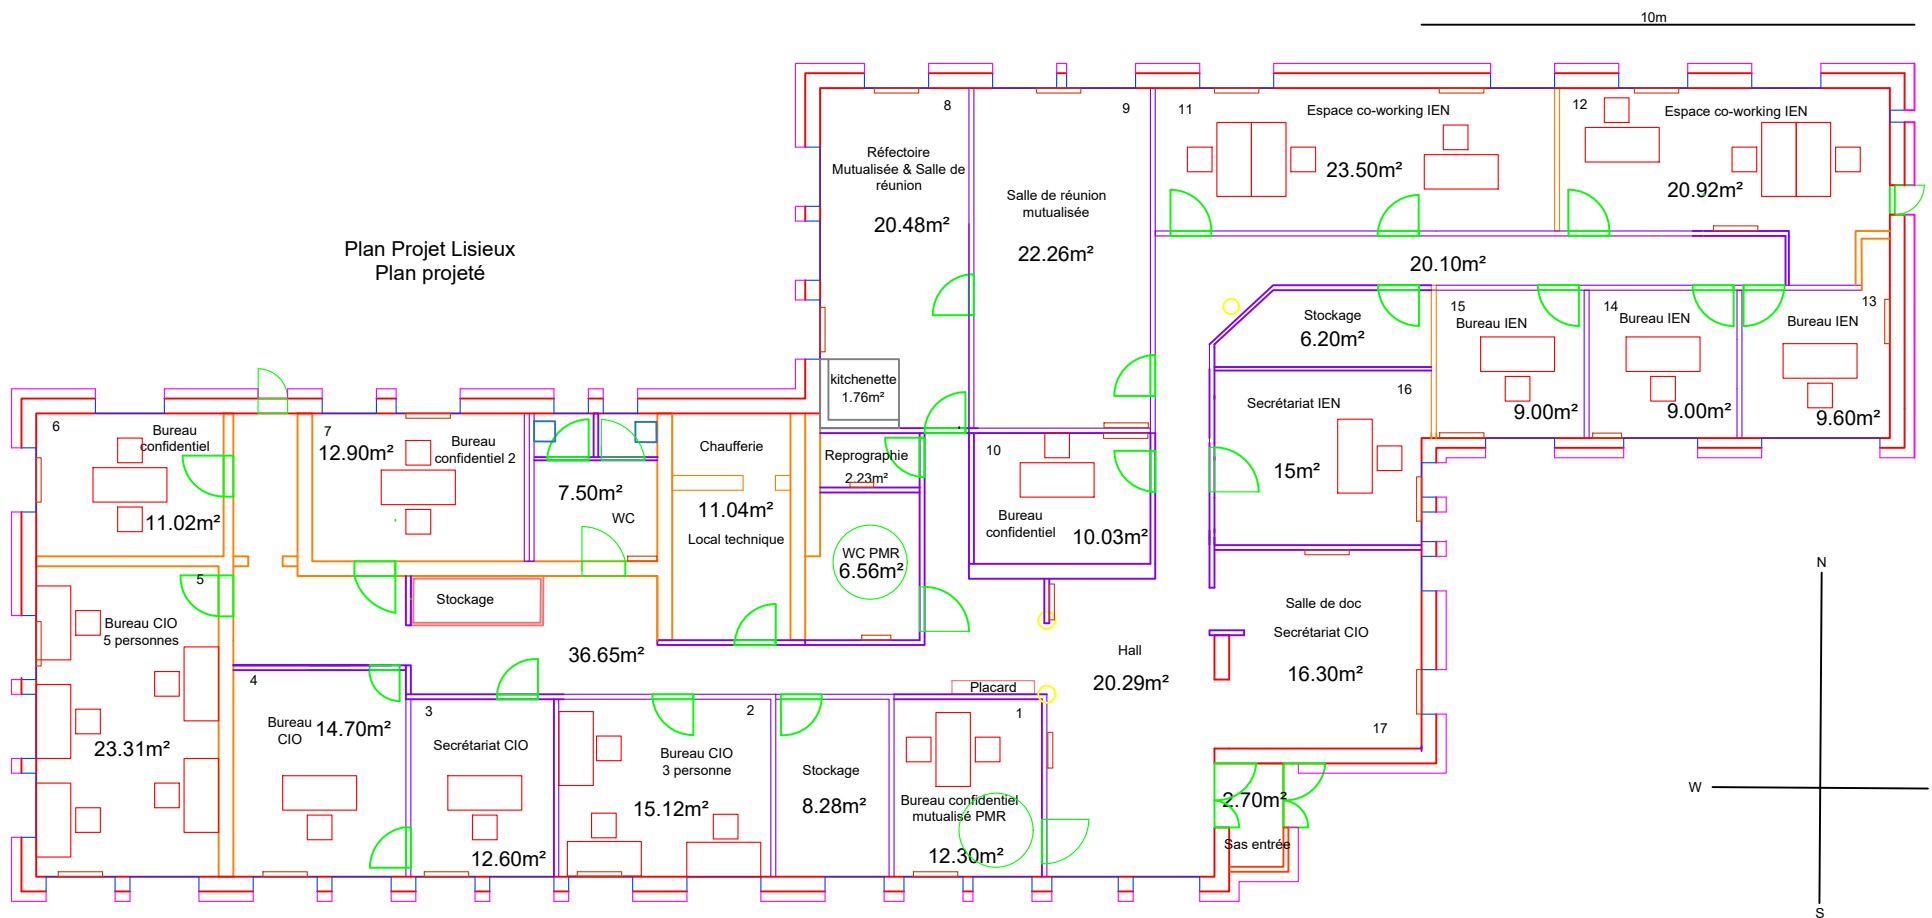 10m
8
9
11
Espace co-working IEN
12
Espace co-working IEN
Réfectoire
Mutualisée & Salle de
réunion
20.48m²
Salle de réunion
mutualisée
22.26m²
23.50m²
20.92m²
Plan Projet Lisieux
Plan projeté
20.10m²
Stockage
6.20m²
15
Bureau IEN
9.00m²
14
Bureau IEN
9.00m²
13
Bureau IEN
9.60m²
kitchenette
1.76m²
16
Secrétariat IEN
15m²
6
Bureau
confidentiel
11.02m²
7
12.90m²
Bureau
confidentiel 2
7.50m²
WC
Chaufferie
11.04m²
Local technique
Reprographie
2.23m²
WC PMR
6.56m²
10
Bureau
confidentiel
10.03m²
N
W
S
5
Bureau CIO
5 personnes
23.31m²
Stockage
36.65m²
Hall
20.29m²
Placard
Salle de doc
Secrétariat CIO
16.30m²
17
4
Bureau
CIO
14.70m²
3
Secrétariat CIO
12.60m²
2
Bureau CIO
3 personne
15.12m²
Stockage
8.28m²
1
Bureau confidentiel
mutualisé PMR
12.30m²
2.70m²
Sas entrée